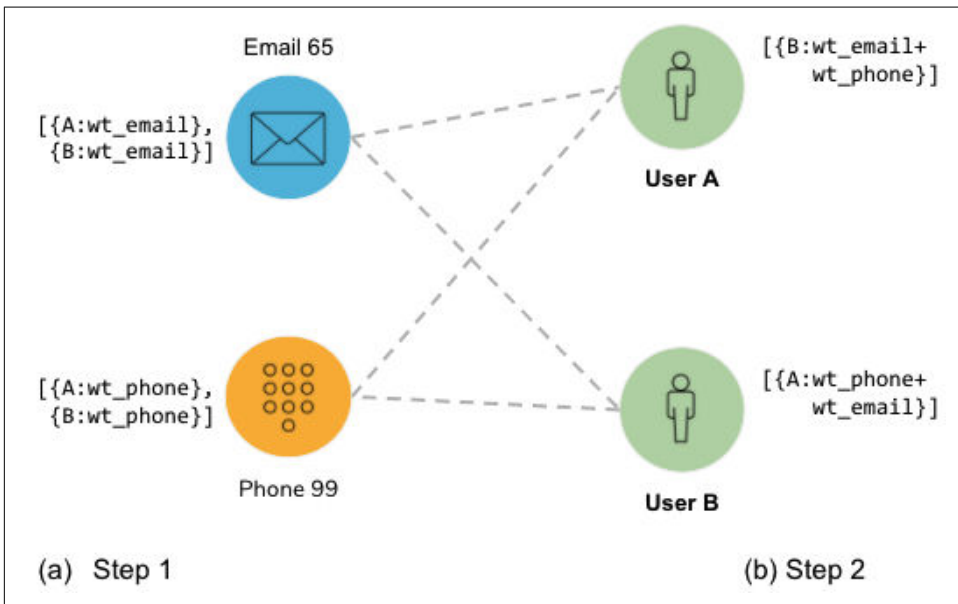 Email 65
[{A:wt_email},
{B:wt_email}]
[{B:wt_email+
wt_phone}]
User A
[{A:wt_phone},
{B:wt_phone}]
Phone 99
[{A:wt_phone+
wt_email}]
User B
(a) Step 1
(b) Step 2